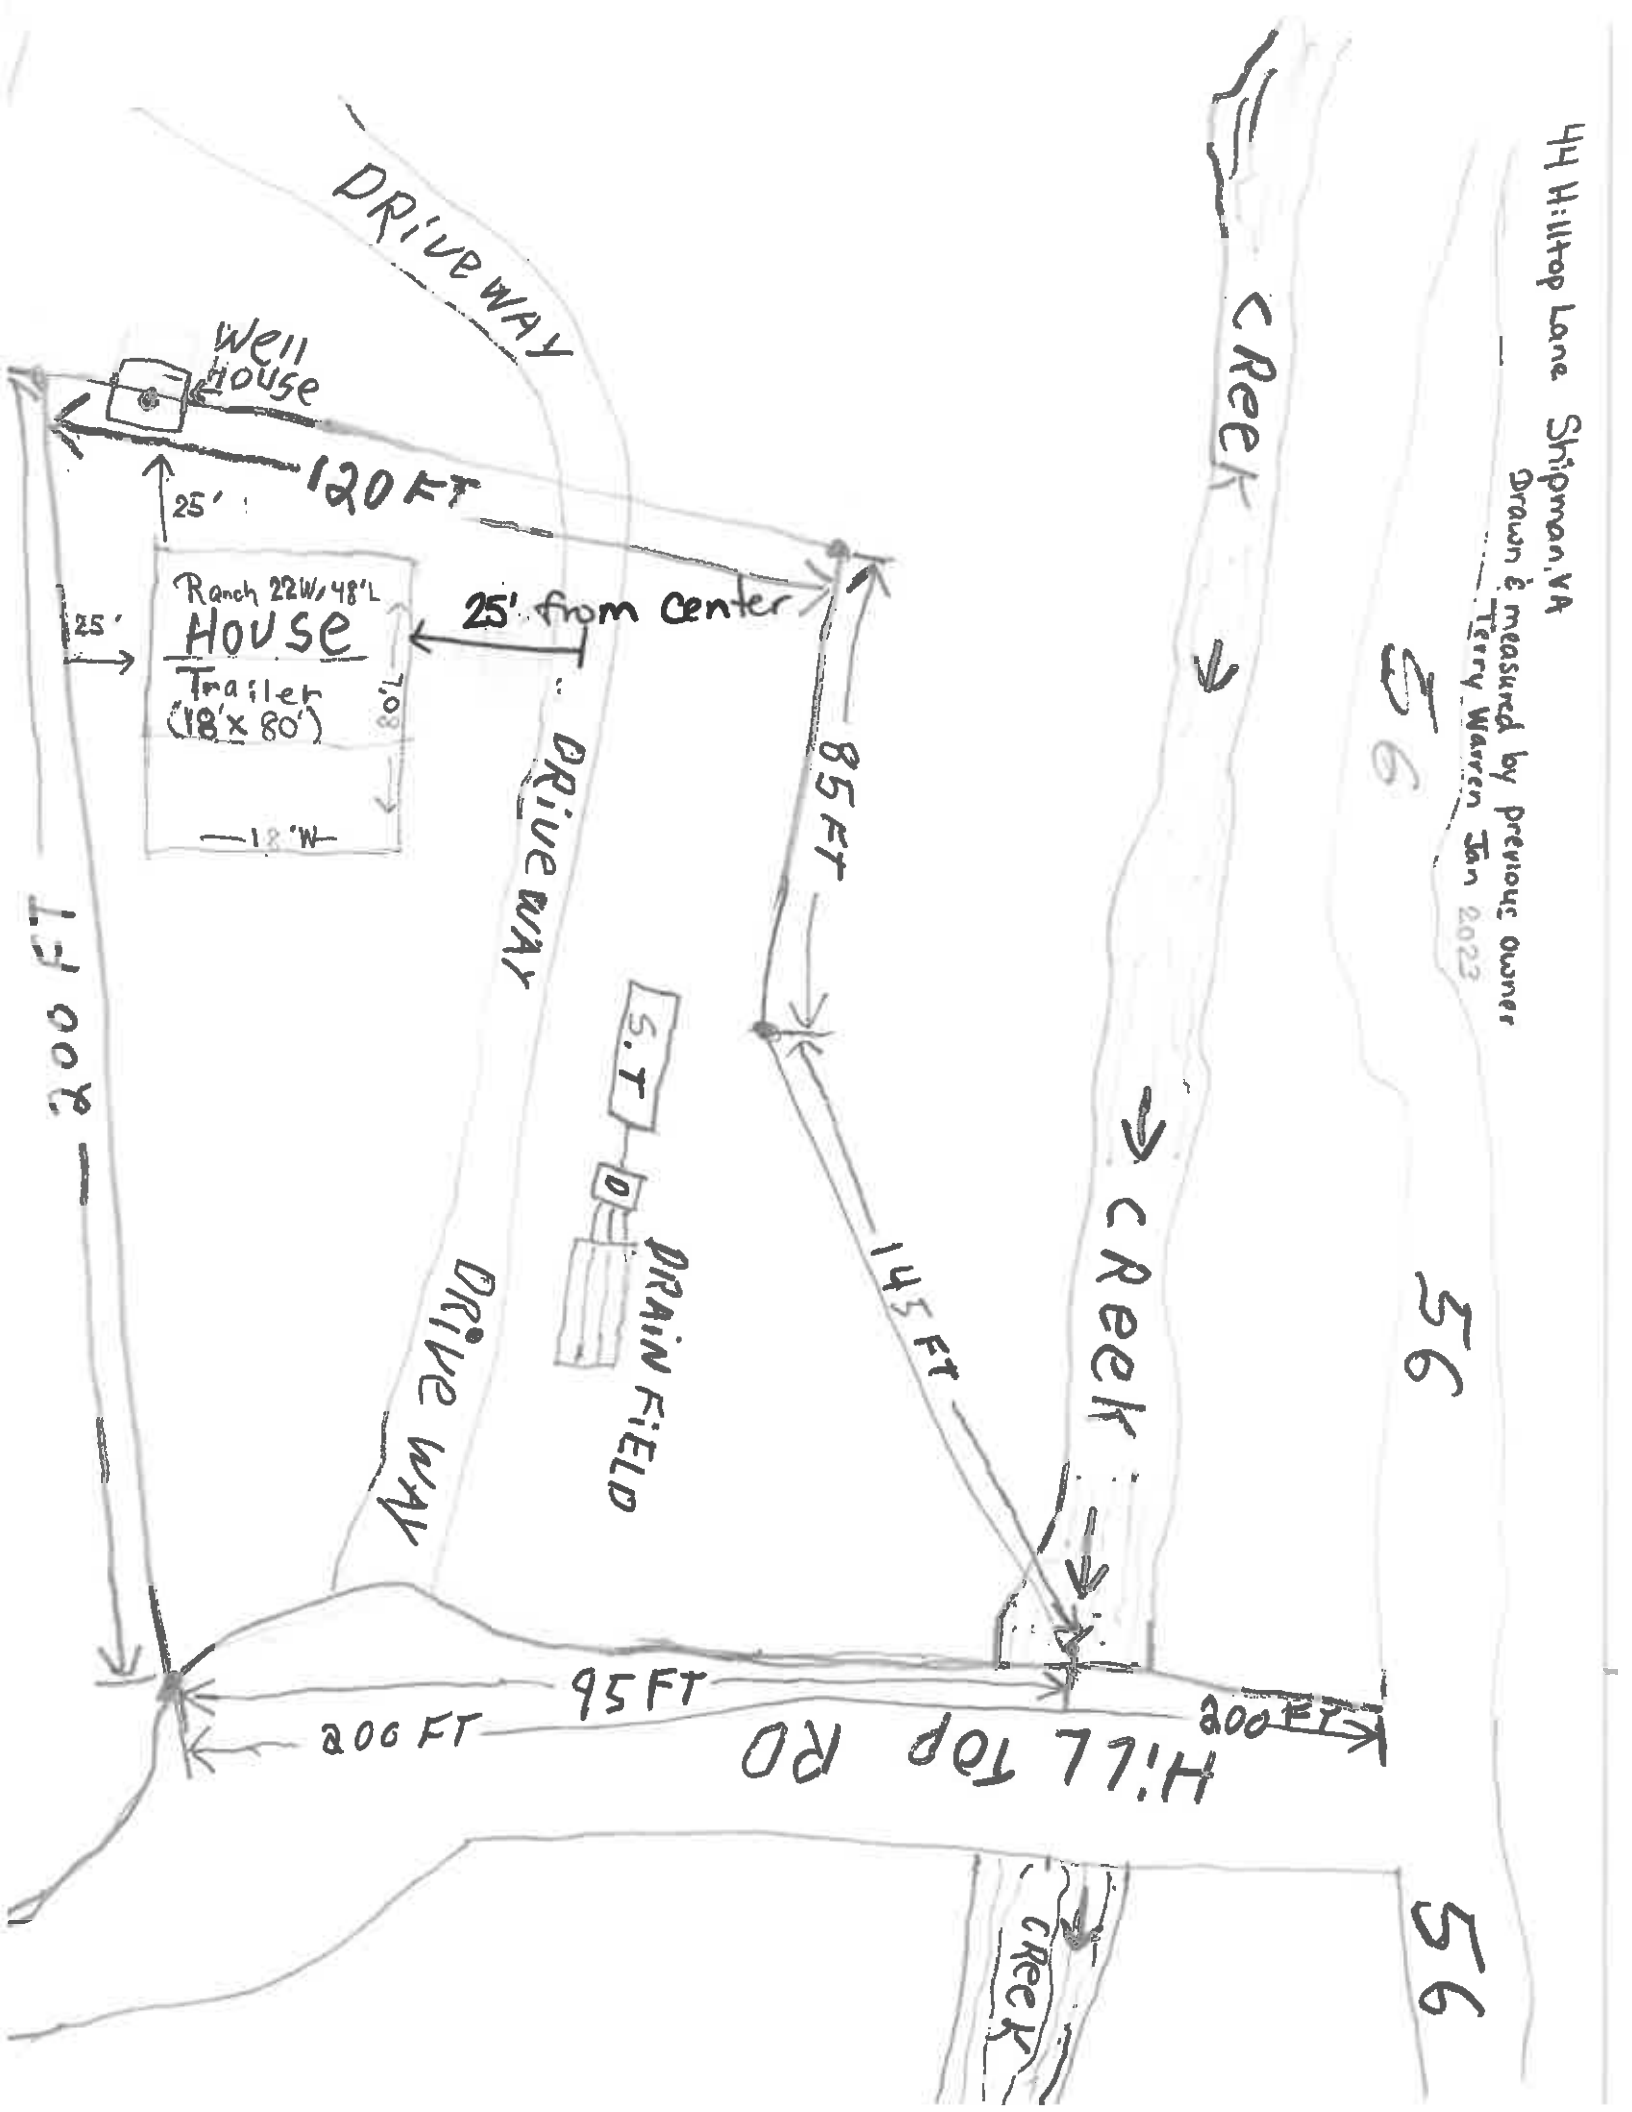 44 Hilltop Lane Shipman, VA
Drawn & measured by previous owner
Terry Warren Jan 2023
DRIVEWAY
Well
House
120 FT
25'
Ranch 22W, 48'L
House
Trailer
(18' x 80')
80'L
18'W
25'
25' from center
85 FT
DRIVEWAY
200 FT
S.T
D
DRAIN FIELD
145 FT
DRIVEWAY
CREEK
CREEK
56
56
95 FT
200 FT
200 FT
HILL TOP RD
CREEK
56